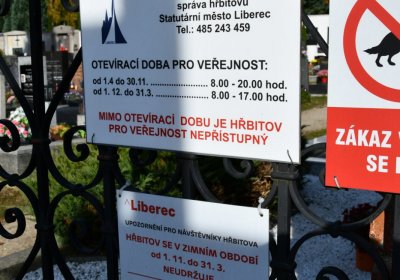 správa hřbitovů
Statutární město Liberec
Tel.: 485 243 459
OTEVÍRACÍ DOBA PRO VEŘEJNOST:
od 1.4 do 30.11 ................ 8.00 - 20.00 hod.
od 1. 12. do 31.3. ............... 8.00 - 17.00 hod.
MIMO OTEVÍRACÍ DOBU JE HŘBITOV
PRO VEŘEJNOST NEPŘÍSTUPNÝ
ZÁKAZ
SE
Liberec
UPOZORNĚNÍ PRO NÁVŠTĚVNÍKY HŘBITOVA
HŘBITOV SE V ZIMNÍM OBDOBÍ
od 1. 11. do 31. 3.
NEUDRŽUJE